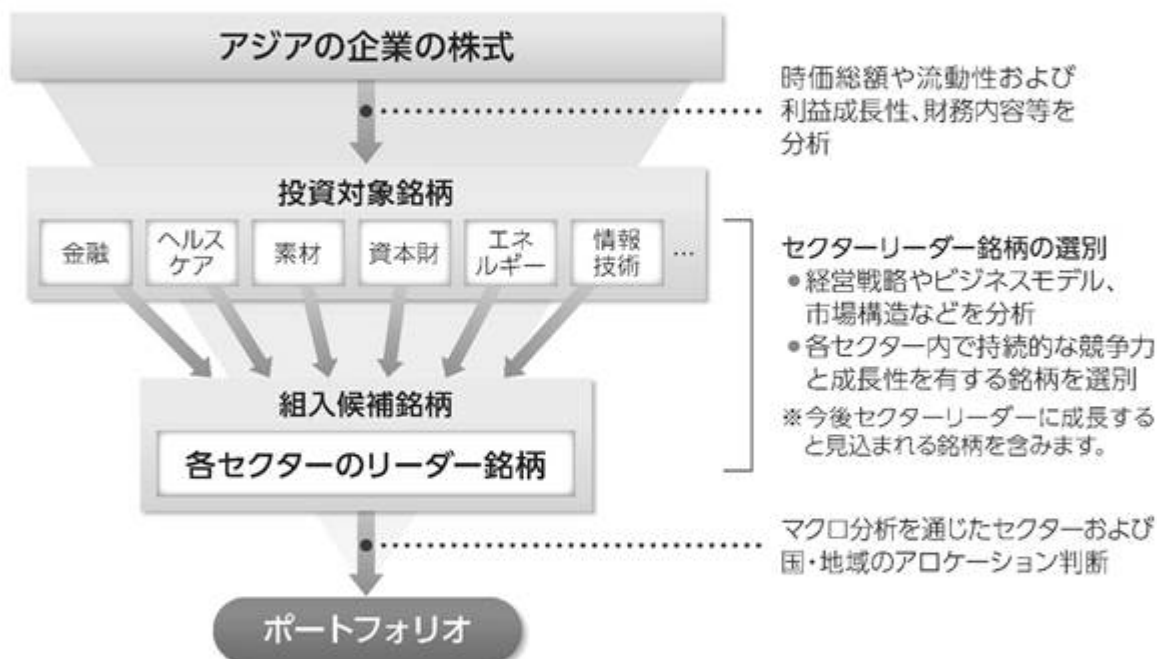 アジアの企業の株式
時価総額や流動性および
利益成長性、財務内容等を
分析
投資対象銘柄
金融
ヘルス
ケア
素材
資本財
エネ
ルギー
情報
技術
…
セクターリーダー銘柄の選別
●経営戦略やビジネスモデル、
市場構造などを分析
●各セクター内で持続的な競争力
と成長性を有する銘柄を選別
※今後セクターリーダーに成長する
と見込まれる銘柄を含みます。
組入候補銘柄
各セクターのリーダー銘柄
マクロ分析を通じたセクターおよび
国・地域のアロケーション判断
ポートフォリオ